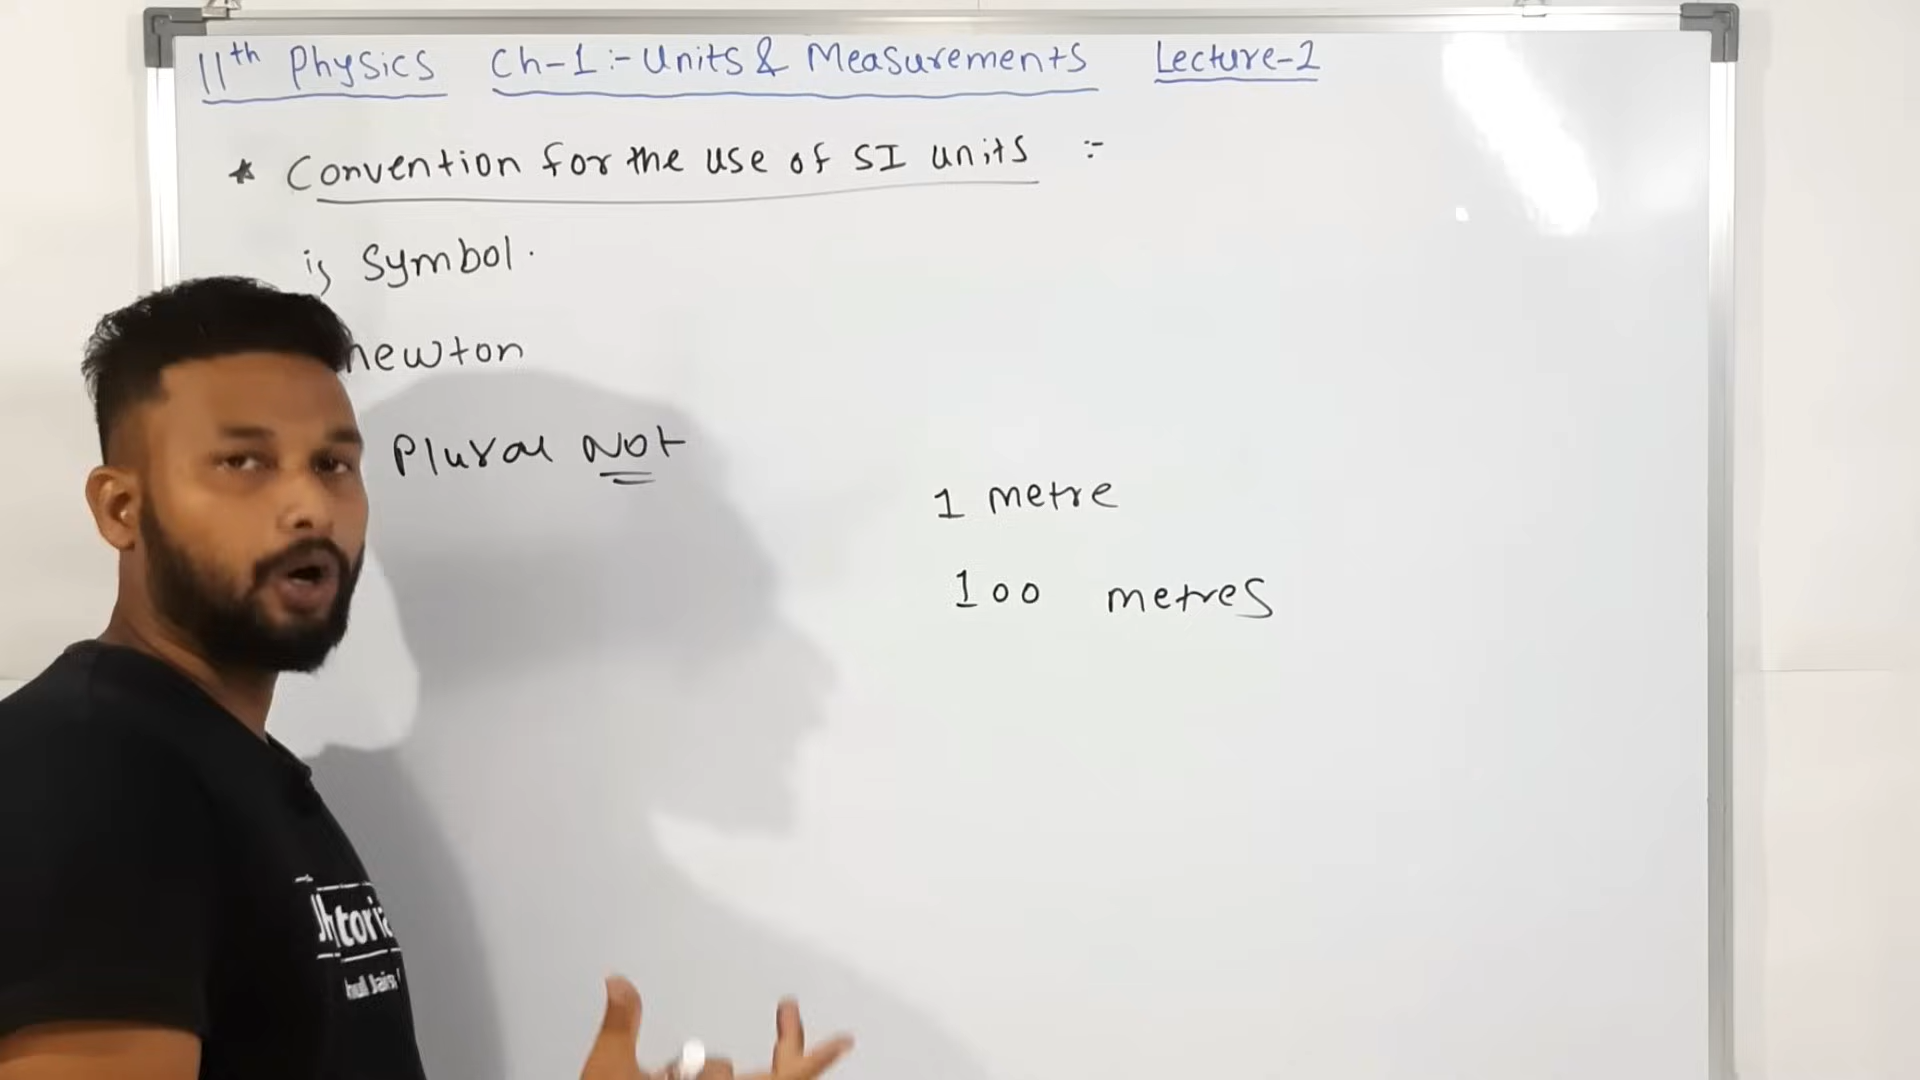 11th Physics Ch-1:- Units & Measurements Lecture-2
* Convention for the use of SI units :-
Symbol.
newton
Plural Not
1 metre
100 metres